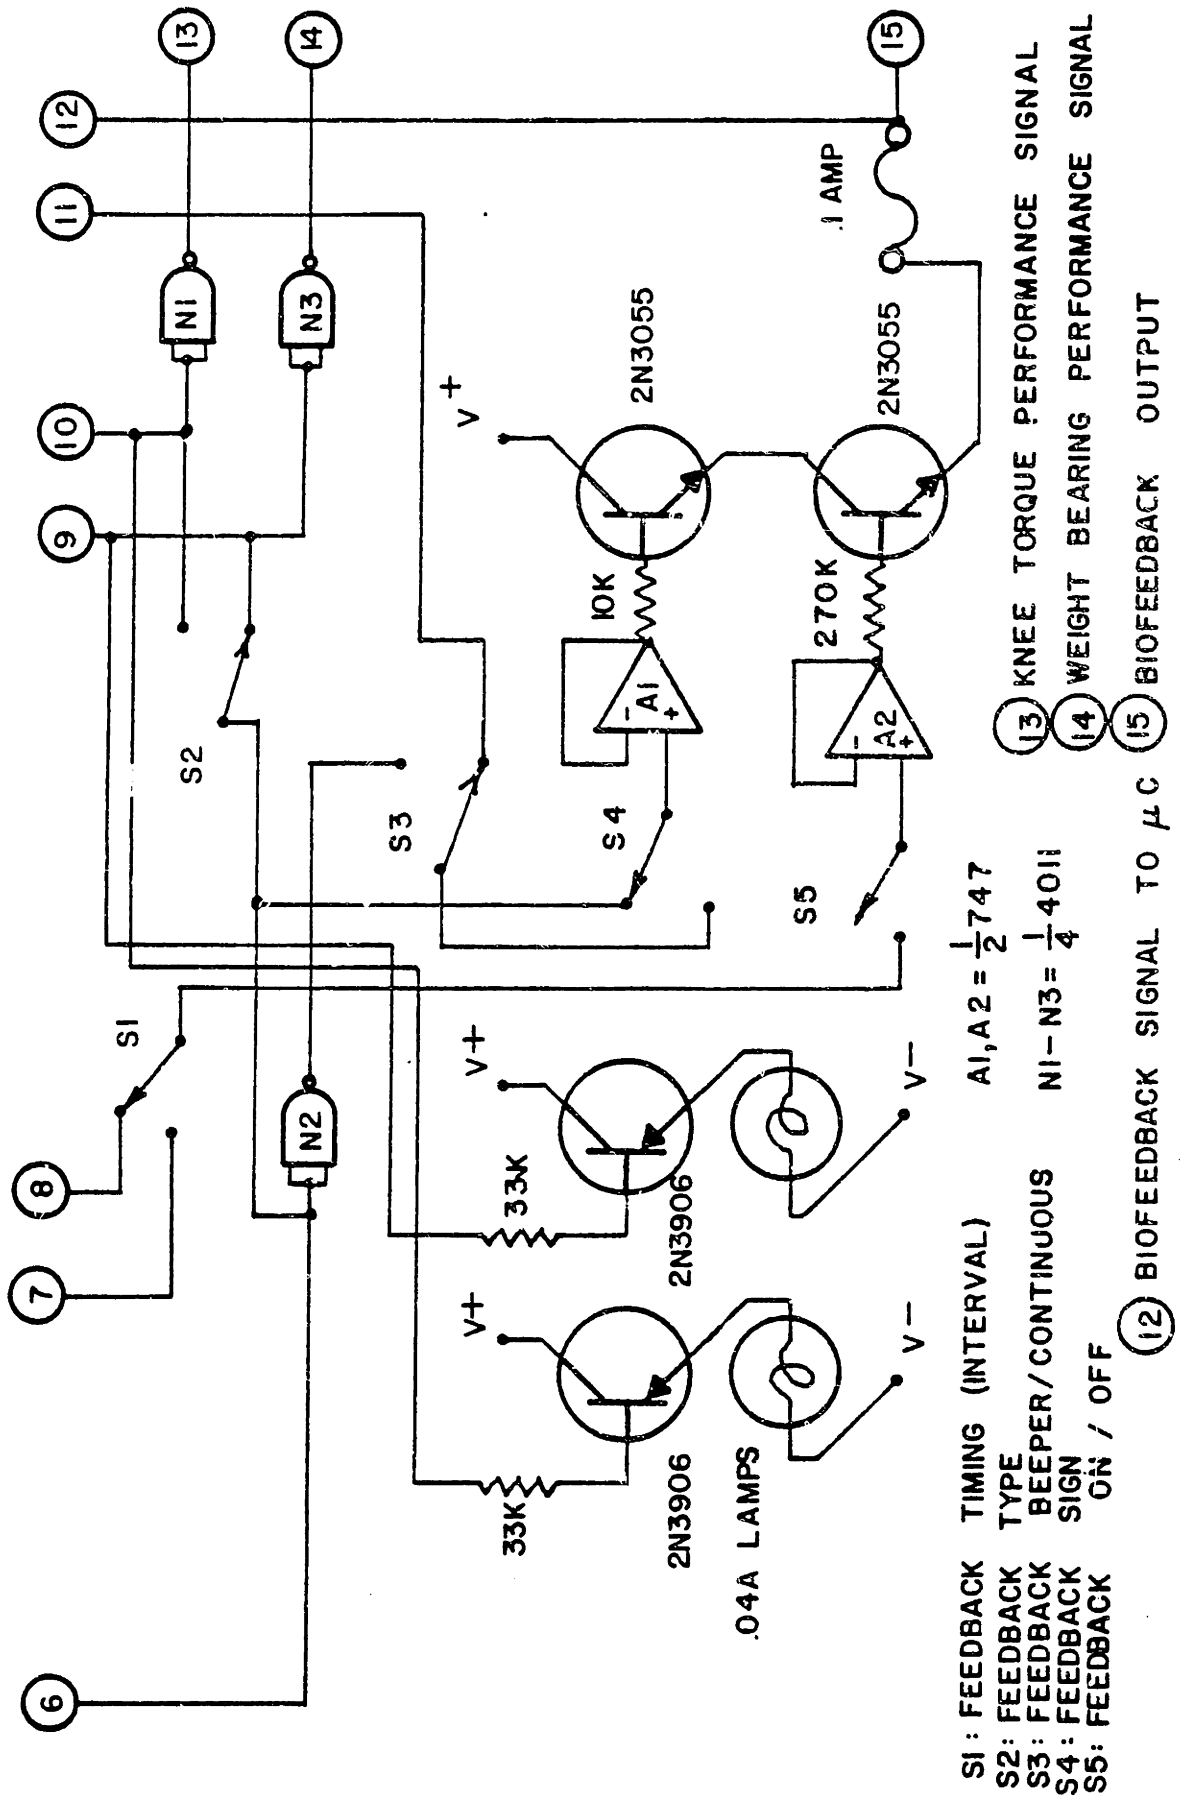 6
7
8
9
10
11
12
13
14
15
S1
S2
S3
S4
S5
N1
N2
N3
33K
33K
2N3906
2N3906
.04A LAMPS
V+
V+
V-
V-
V+
10K
270K
- A1 +
- A2 +
2N3055
2N3055
.1 AMP
S1: FEEDBACK TIMING (INTERVAL)
S2: FEEDBACK TYPE
S3: FEEDBACK BEEPER/CONTINUOUS
S4: FEEDBACK SIGN
S5: FEEDBACK ON / OFF
A1,A2 = 1/2 747
N1-N3 = 1/4 4011
12 BIOFEEDBACK SIGNAL TO μC
13 KNEE TORQUE PERFORMANCE SIGNAL
14 WEIGHT BEARING PERFORMANCE SIGNAL
15 BIOFEEDBACK OUTPUT